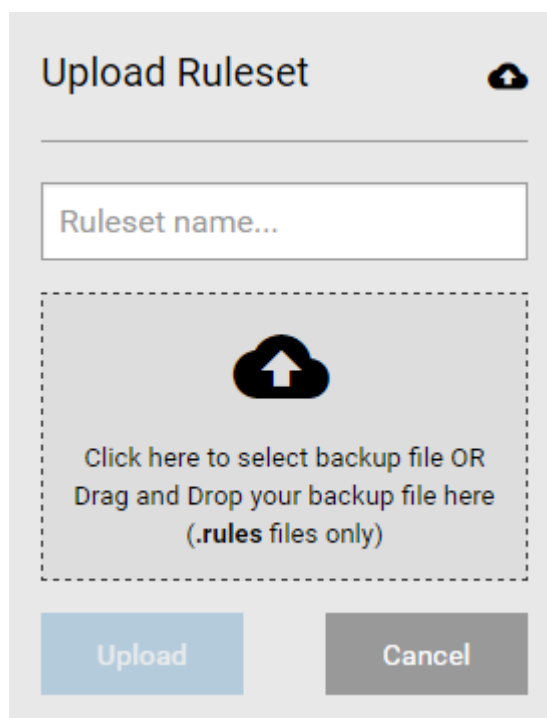 Upload Ruleset
Ruleset name...
Click here to select backup file OR
Drag and Drop your backup file here
(.rules files only)
Upload
Cancel